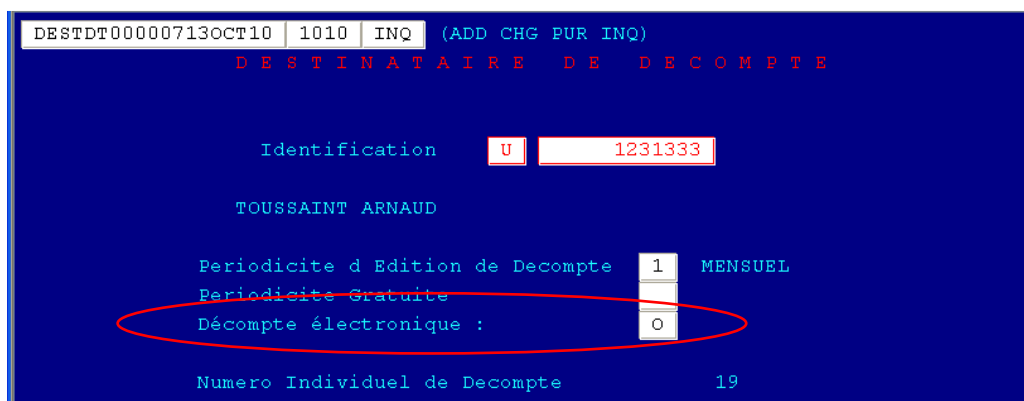 DESTDT00000713OCT10 1010 INQ (ADD CHG PUR INQ)
D E S T I N A T A I R E D E D E C O M P T E
Identification U 1231333
TOUSSAINT ARNAUD
Periodicite d Edition de Decompte 1 MENSUEL
Periodicite Gratuite
Décompte électronique : O
Numero Individuel de Decompte 19